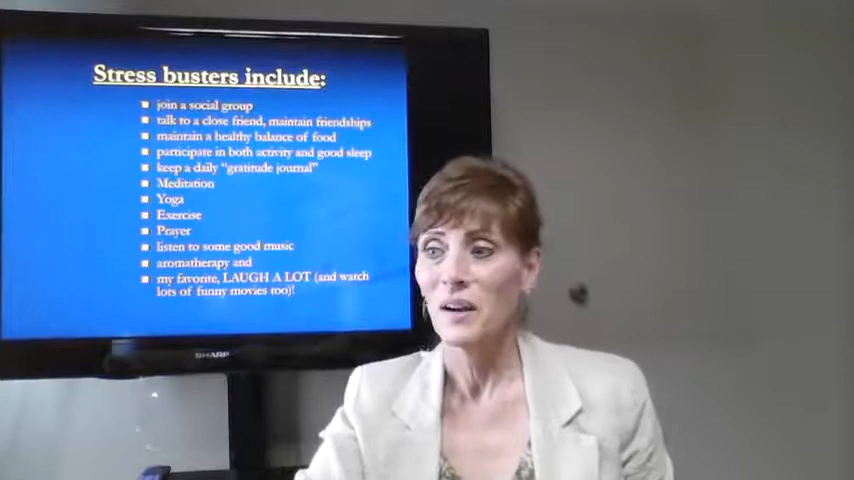 Stress busters include:
join a social group
talk to a close friend, maintain friendships
maintain a healthy balance of food
participate in both activity and good sleep
keep a daily "gratitude journal"
Meditation
Yoga
Exercise
Prayer
listen to some good music
aromatherapy and
my favorite, LAUGH A LOT (and watch
lots of funny movies too)!
SHARP